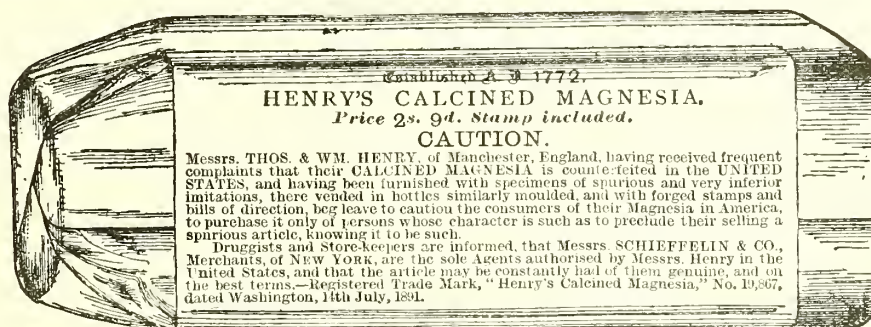 Established A. D. 1772.
HENRY'S CALCINED MAGNESIA.
Price 2s. 9d. Stamp included.
CAUTION.
Messrs. THOS. & WM. HENRY, of Manchester, England, having received frequent
complaints that their CALCINED MAGNESIA is counterfeited in the UNITED
STATES, and having been furnished with specimens of spurious and very inferior
imitations, there vended in bottles similarly moulded, and with forged stamps and
bills of direction, beg leave to caution the consumers of their Magnesia in America,
to purchase it only of persons whose character is such as to preclude their selling a
spurious article, knowing it to be such.
Druggists and Store-keepers are informed, that Messrs. SCHIEFFELIN & CO.,
Merchants, of NEW YORK, are the sole Agents authorised by Messrs. Henry in the
United States, and that the article may be constantly had of them genuine, and on
the best terms.—Registered Trade Mark, "Henry's Calcined Magnesia," No. 19,867,
dated Washington, 14th July, 1891.